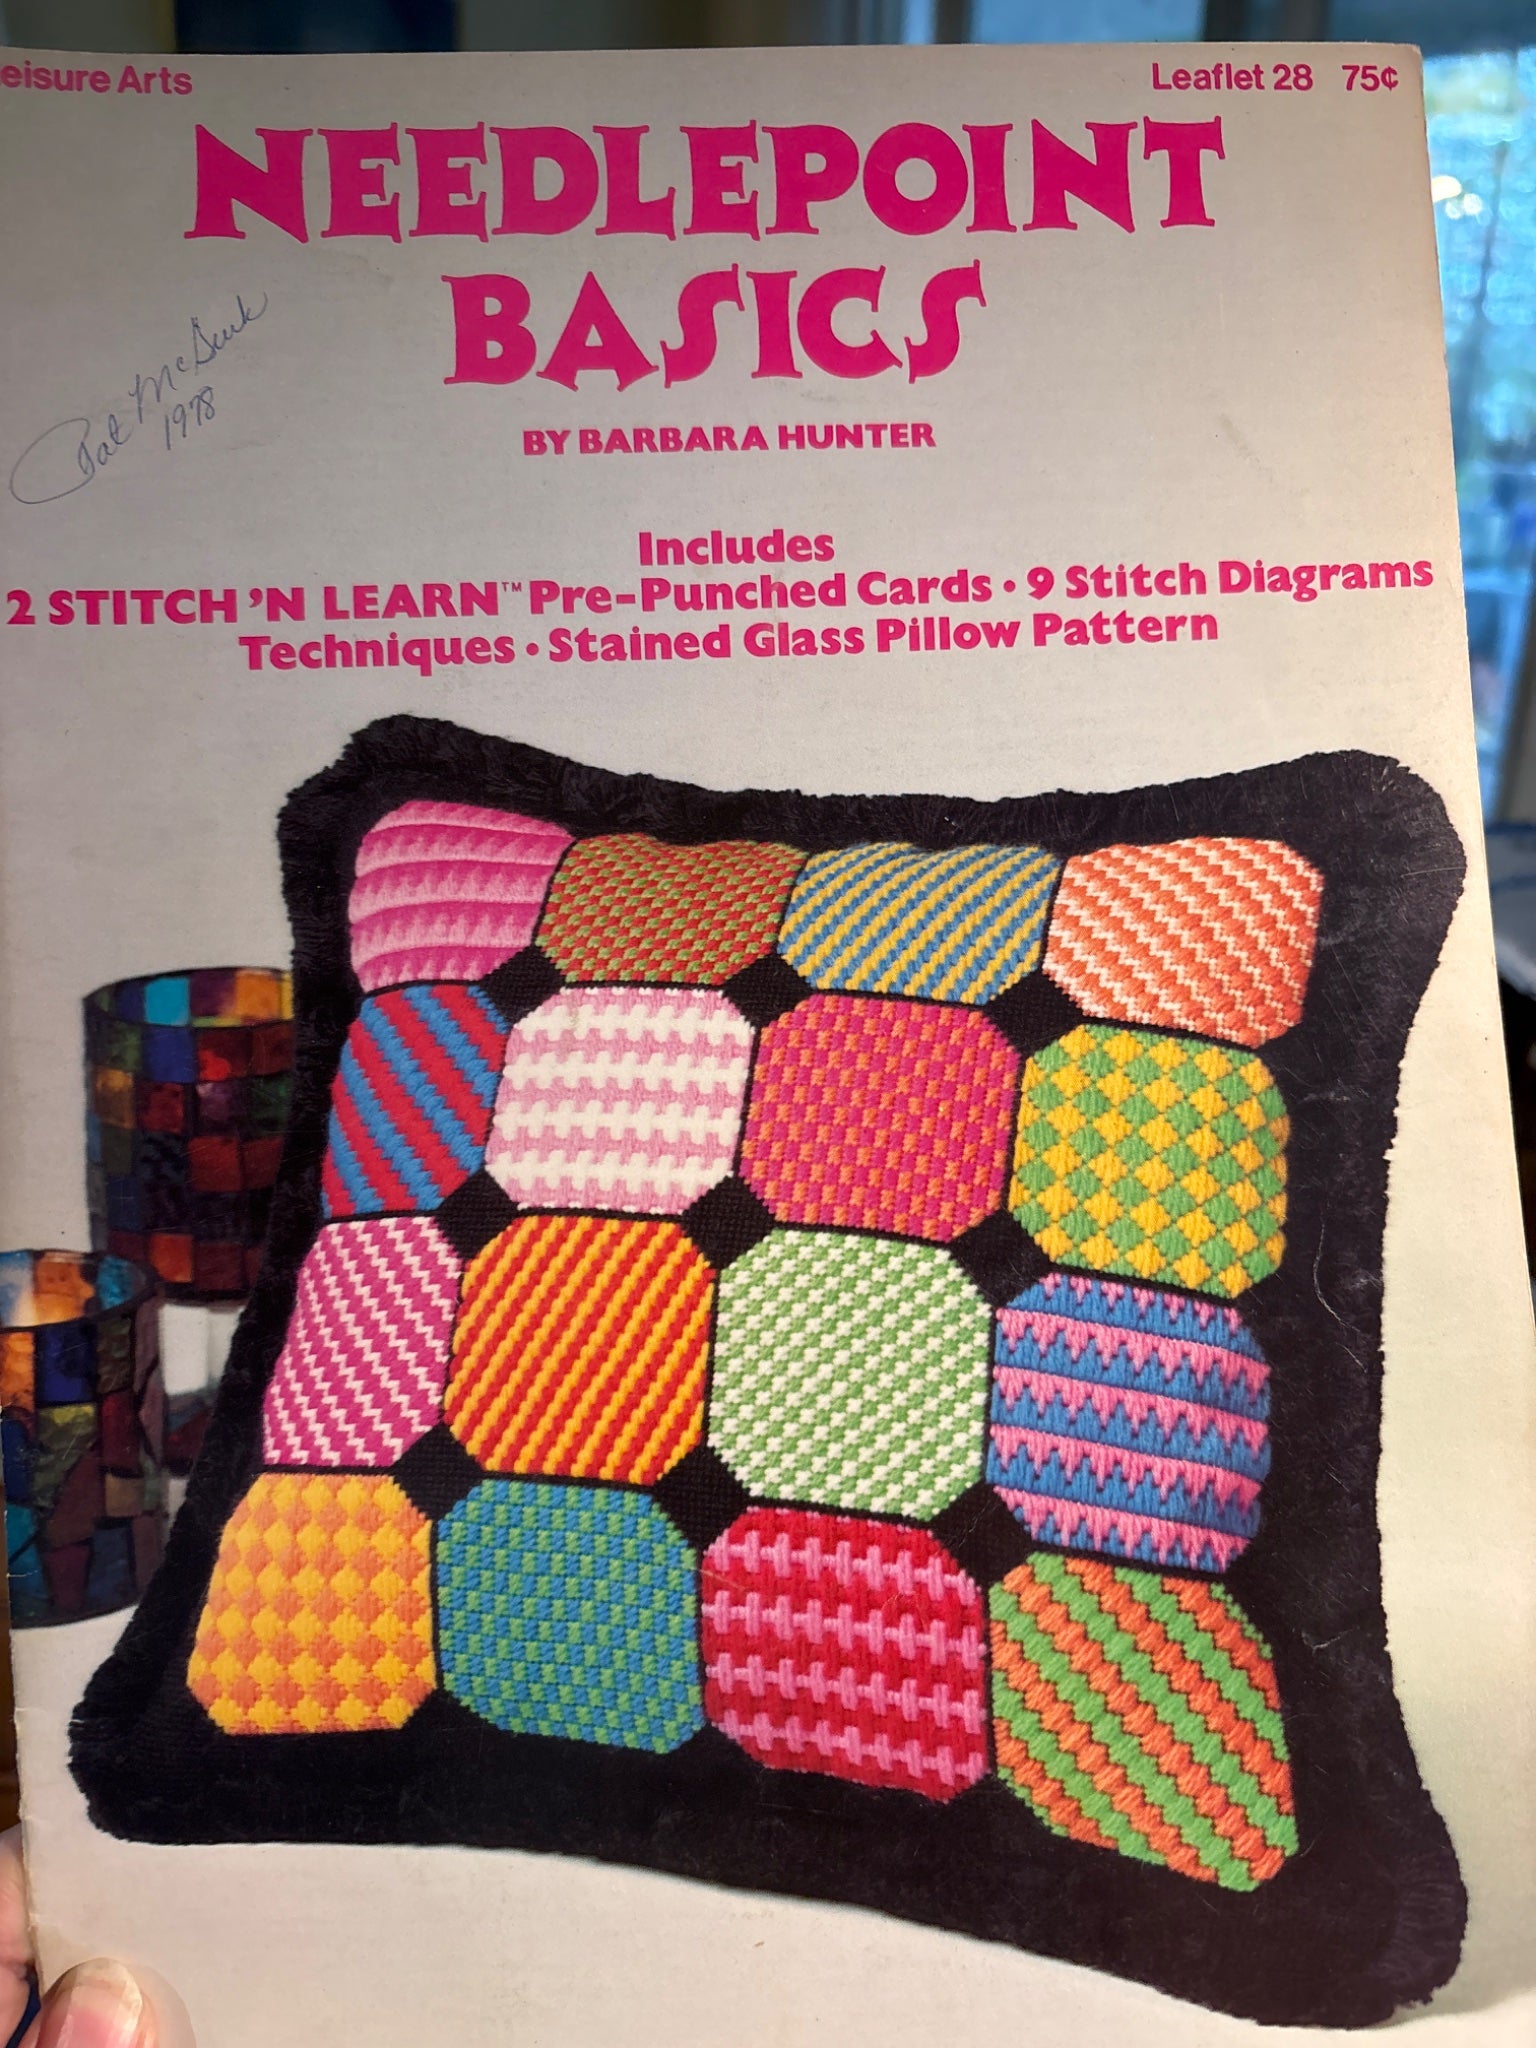 eisure Arts
Leaflet 28 75¢
NEEDLEPOINT
BASICS
Pat McGurk
1978
BY BARBARA HUNTER
Includes
2 STITCH 'N LEARN™ Pre-Punched Cards • 9 Stitch Diagrams
Techniques • Stained Glass Pillow Pattern